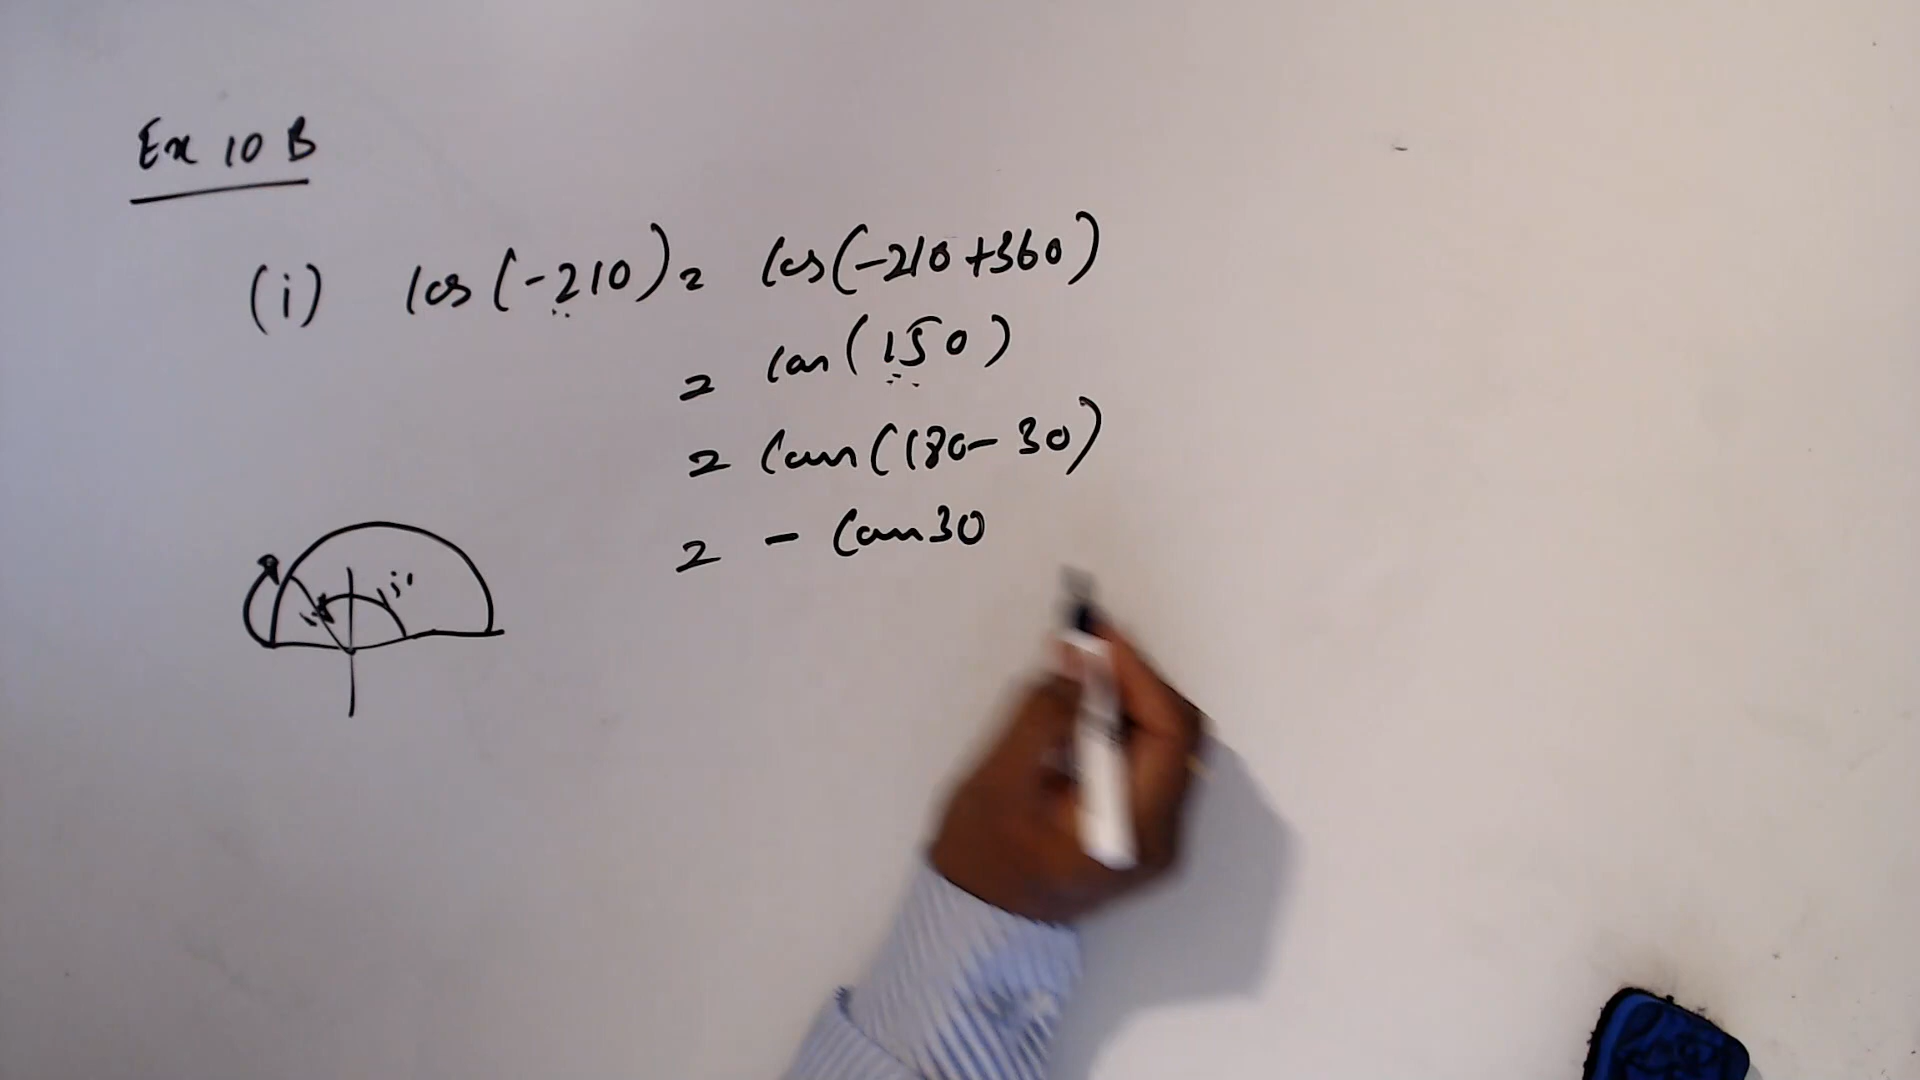 Ex 10 B
(i) cos(-210) = cos(-210+360)
= cos(150)
= cos(180-30)
= - cos30